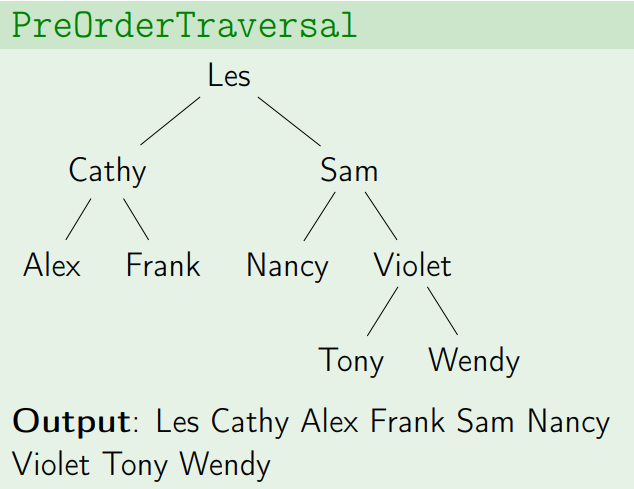 PreOrderTraversal
Les
Cathy Sam
Alex Frank Nancy Violet
Tony Wendy
Output: Les Cathy Alex Frank Sam Nancy
Violet Tony Wendy